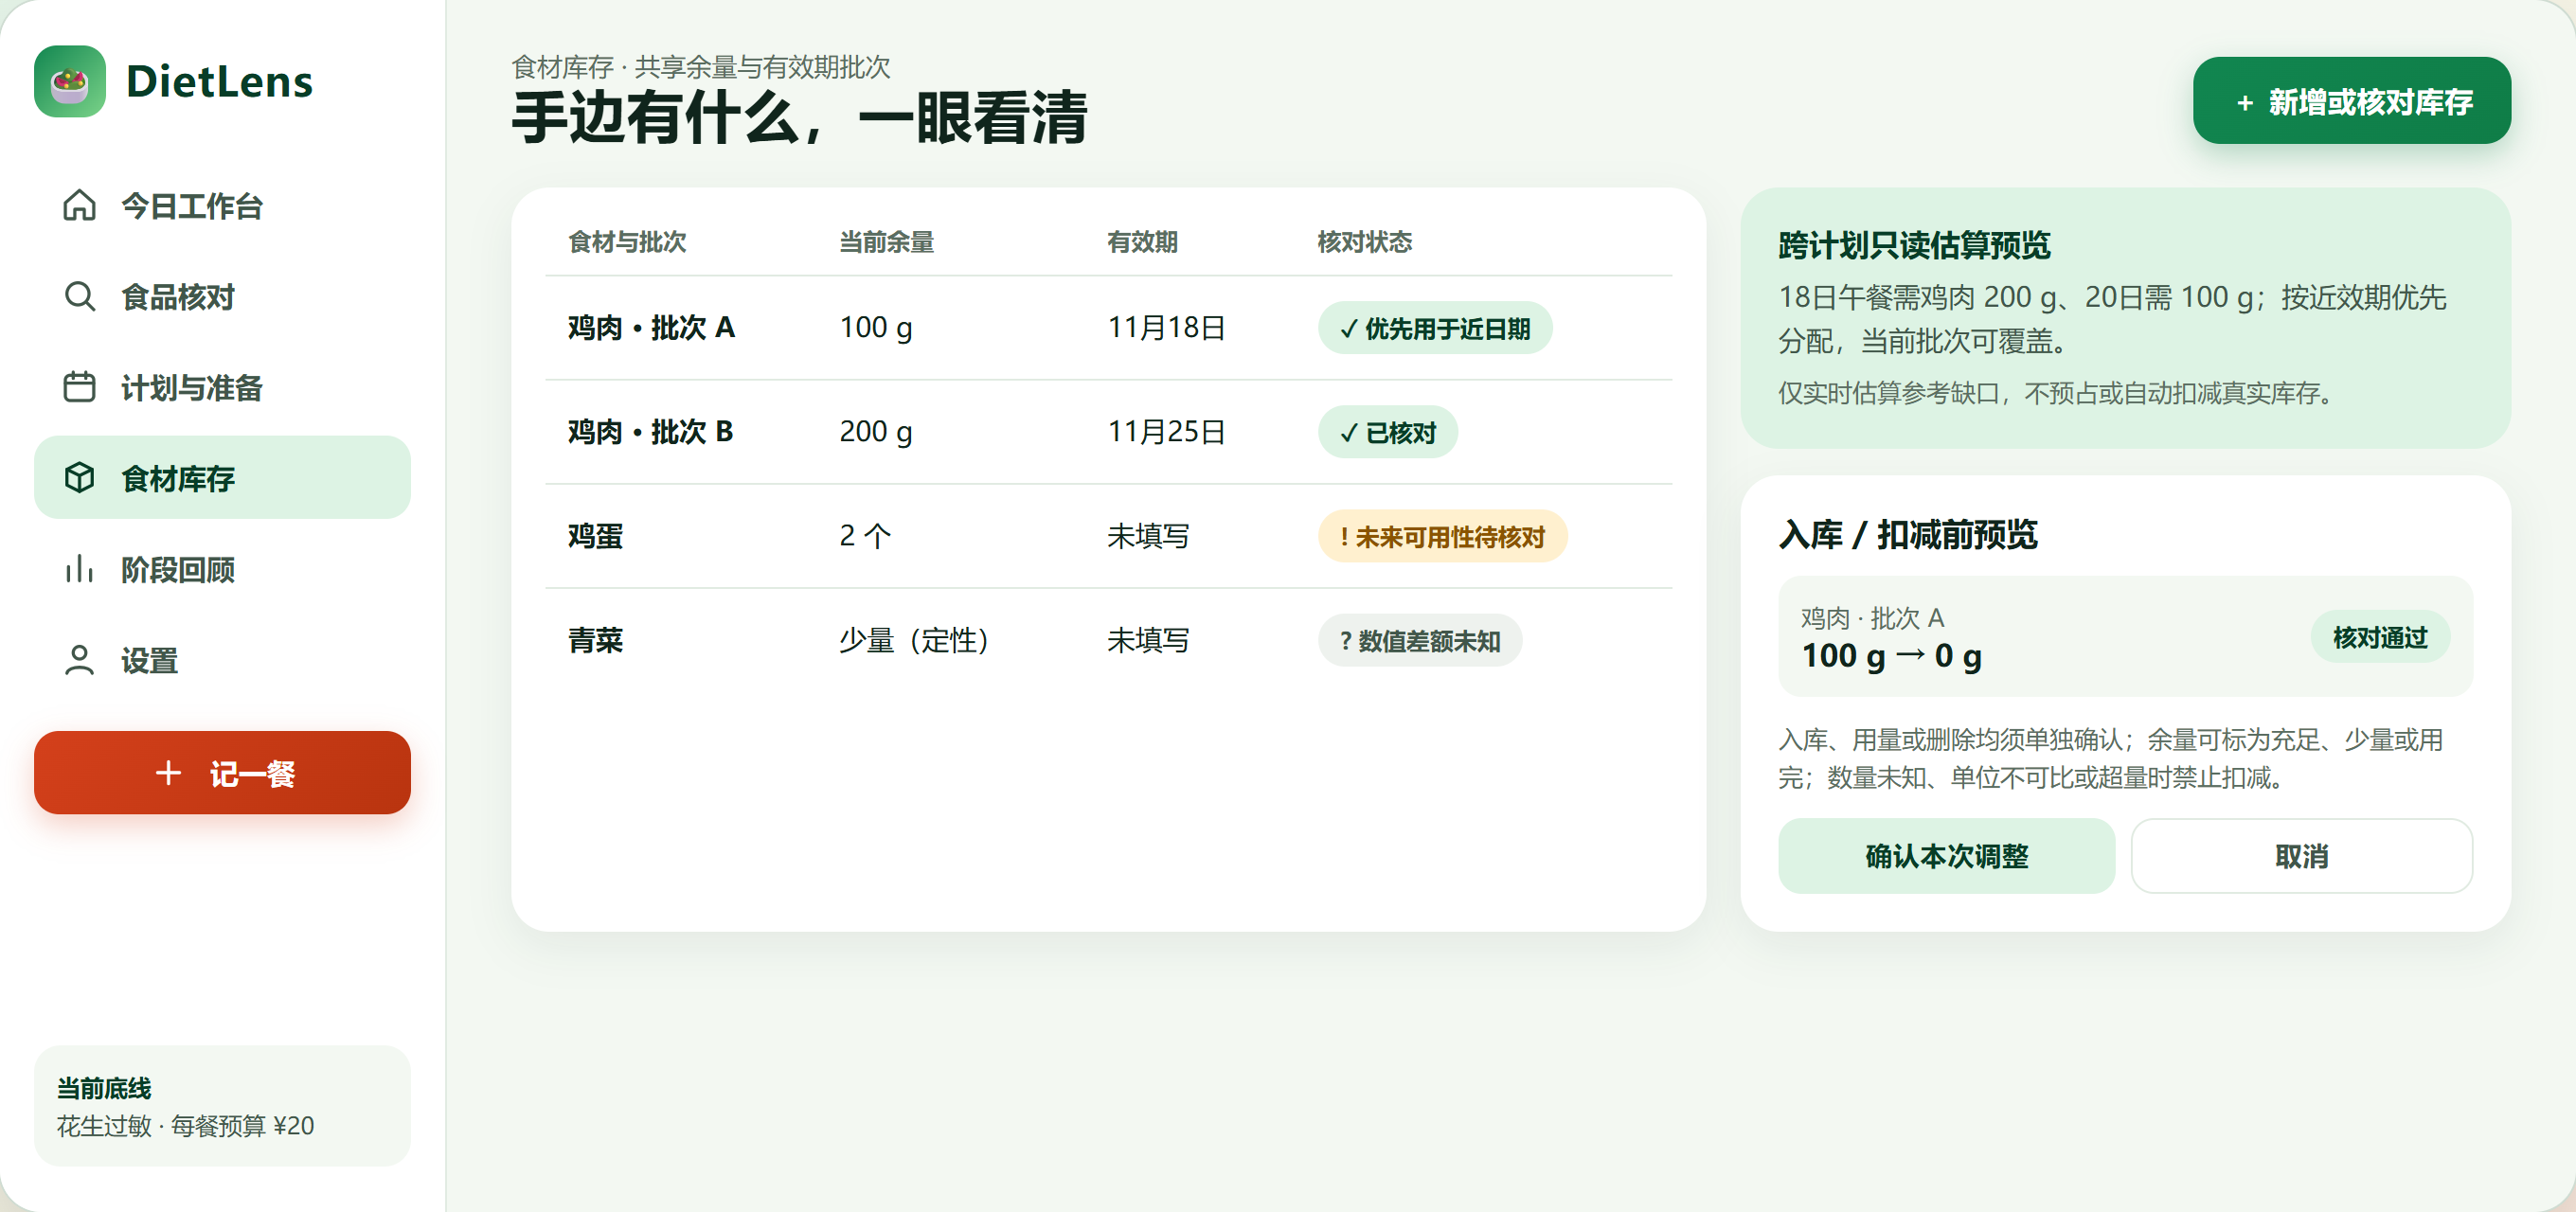 DietLens
今日工作台
食品核对
计划与准备
食材库存
阶段回顾
设置
+ 记一餐
当前底线
花生过敏 · 每餐预算 ¥20
食材库存 · 共享余量与有效期批次
手边有什么，一眼看清
+ 新增或核对库存
食材与批次 当前余量 有效期 核对状态
鸡肉 • 批次 A 100 g 11月18日 ✓ 优先用于近日期
鸡肉 • 批次 B 200 g 11月25日 ✓ 已核对
鸡蛋 2 个 未填写 ! 未来可用性待核对
青菜 少量（定性） 未填写 ? 数值差额未知
跨计划只读估算预览
18日午餐需鸡肉 200 g、20日需 100 g；按近效期优先
分配，当前批次可覆盖。
仅实时估算参考缺口，不预占或自动扣减真实库存。
入库 / 扣减前预览
鸡肉 · 批次 A
100 g → 0 g
核对通过
入库、用量或删除均须单独确认；余量可标为充足、少量或用
完；数量未知、单位不可比或超量时禁止扣减。
确认本次调整
取消